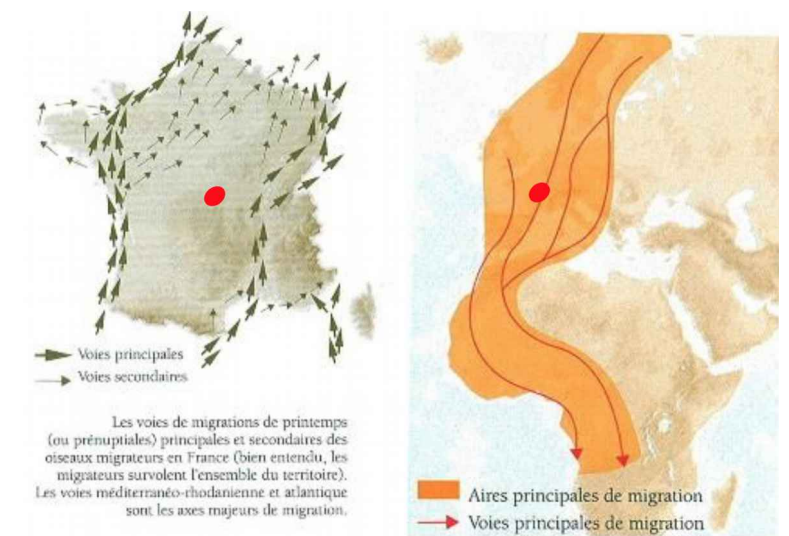 Voies principales
Voies secondaires
Les voies de migrations de printemps
(ou prénuptiales) principales et secondaires des
oiseaux migrateurs en France (bien entendu, les
migrateurs survolent l'ensemble du territoire).
Les voies méditerranéo-rhodanienne et atlantique
sont les axes majeurs de migration.
Aires principales de migration
Voies principales de migration